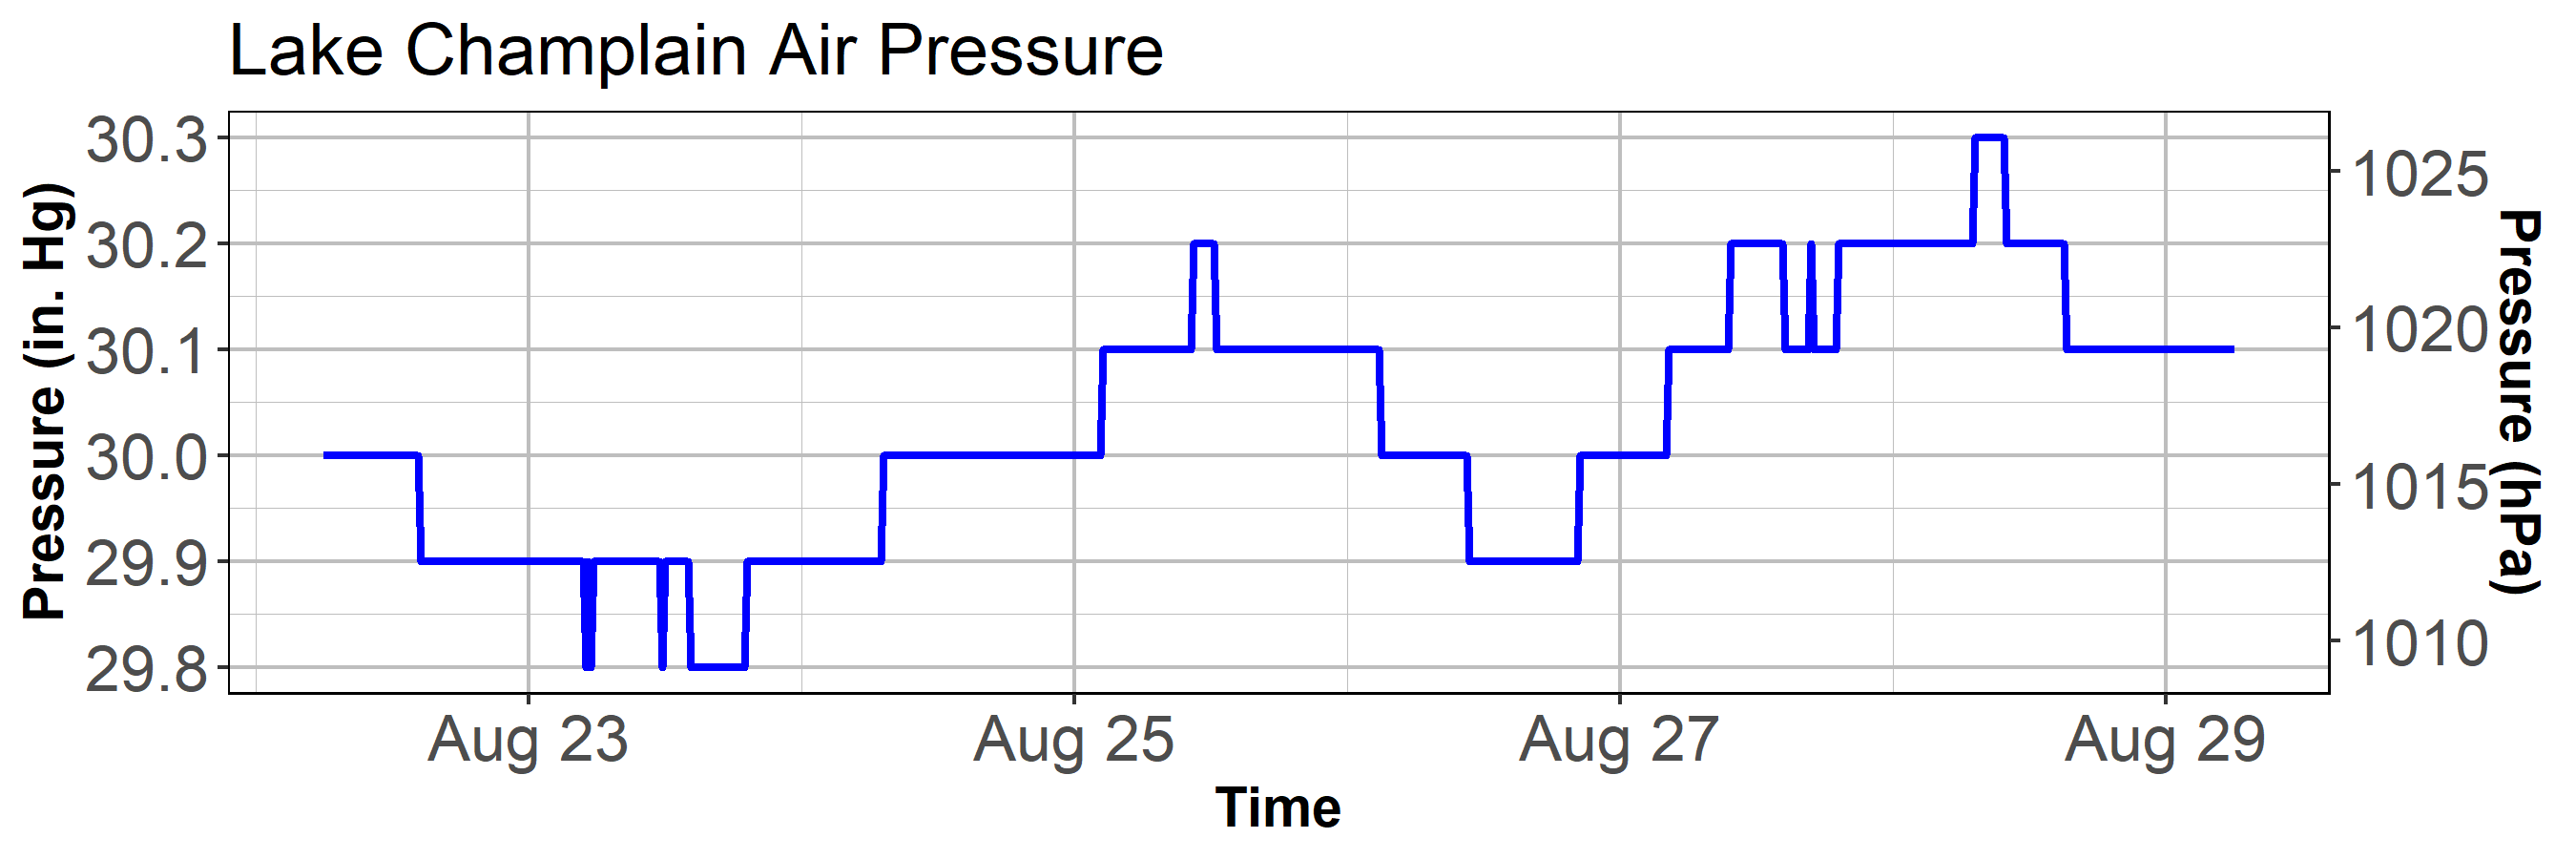 Lake Champlain Air Pressure
Pressure (in. Hg)
30.3
30.2
30.1
30.0
29.9
29.8
1025
1020
1015
1010
Pressure (hPa)
Aug 23 Aug 25 Aug 27 Aug 29
Time